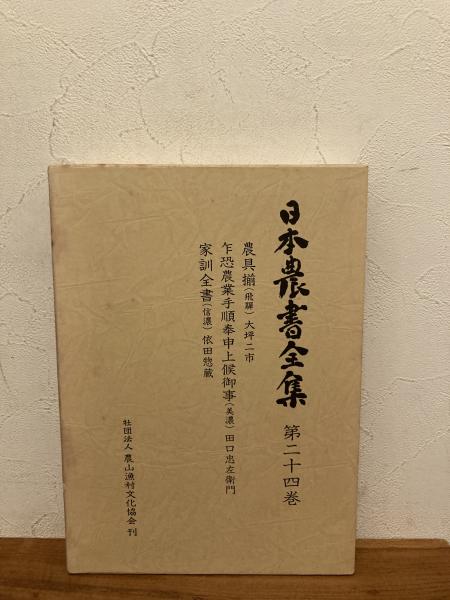 日本農書全集 第二十四巻
農具揃(飛驒) 大坪二市
乍恐農業手順奉申上候御事(美濃) 田口忠左衛門
家訓全書(信濃) 依田惣蔵
社団法人 農山漁村文化協会 刊